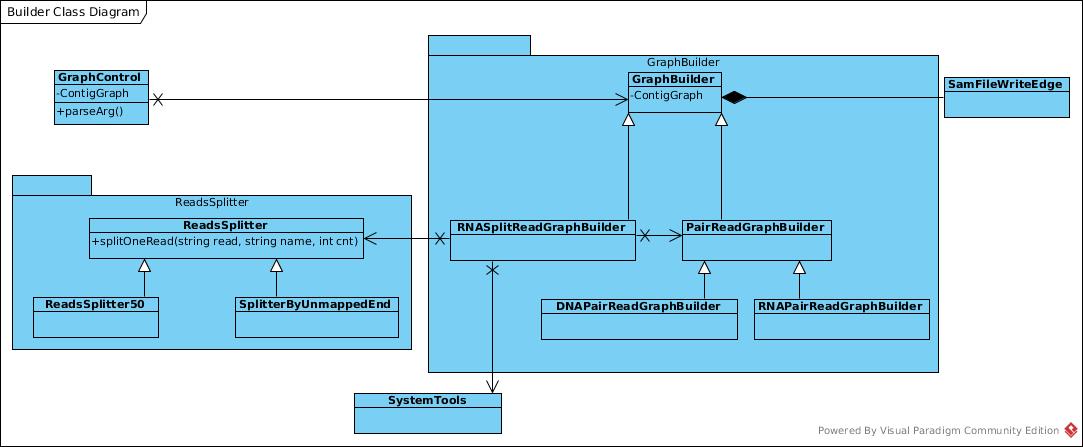 Builder Class Diagram
GraphBuilder
GraphControl
-ContigGraph
+parseArg()
GraphBuilder
-ContigGraph
SamFileWriteEdge
ReadsSplitter
ReadsSplitter
+splitOneRead(string read, string name, int cnt)
RNASplitReadGraphBuilder
PairReadGraphBuilder
ReadsSplitter50
SplitterByUnmappedEnd
DNAPairReadGraphBuilder
RNAPairReadGraphBuilder
SystemTools
Powered By Visual Paradigm Community Edition